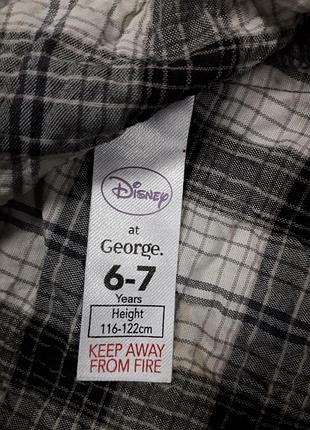 Disney
at
George.
6-7
Years
Height
116-122cm
KEEP AWAY
FROM FIRE